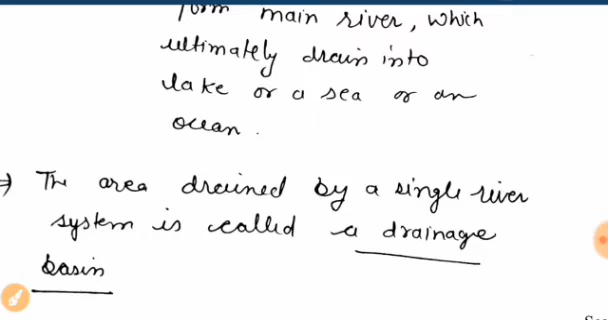 form main river, which
ultimately drain into
lake or a sea or an
ocean.
⇒ The area drained by a single river
system is called a drainage
basin